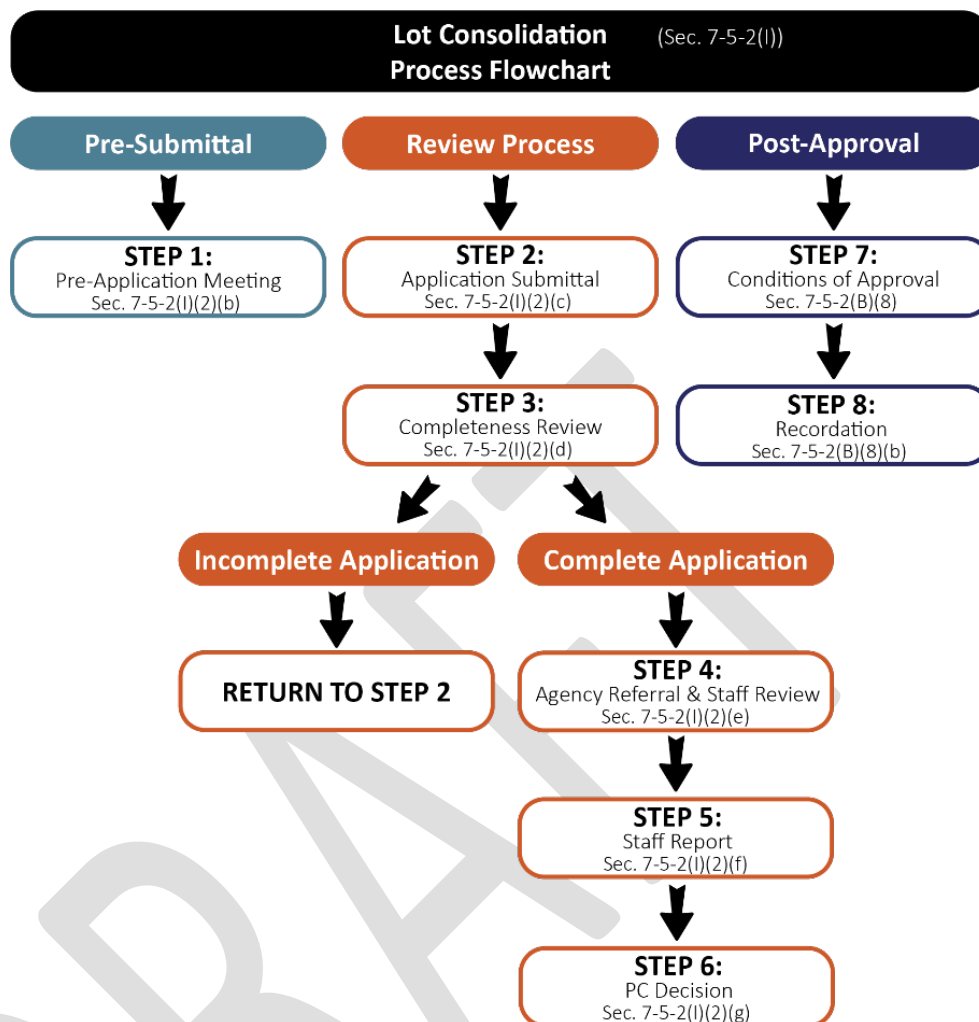 Lot Consolidation (Sec. 7-5-2(I))
Process Flowchart
Pre-Submittal
Review Process
Post-Approval
STEP 1:
Pre-Application Meeting
Sec. 7-5-2(I)(2)(b)
STEP 2:
Application Submittal
Sec. 7-5-2(I)(2)(c)
STEP 7:
Conditions of Approval
Sec. 7-5-2(B)(8)
STEP 3:
Completeness Review
Sec. 7-5-2(I)(2)(d)
STEP 8:
Recordation
Sec. 7-5-2(B)(8)(b)
Incomplete Application
Complete Application
RETURN TO STEP 2
STEP 4:
Agency Referral & Staff Review
Sec. 7-5-2(I)(2)(e)
STEP 5:
Staff Report
Sec. 7-5-2(I)(2)(f)
STEP 6:
PC Decision
Sec. 7-5-2(I)(2)(g)
DRAFT